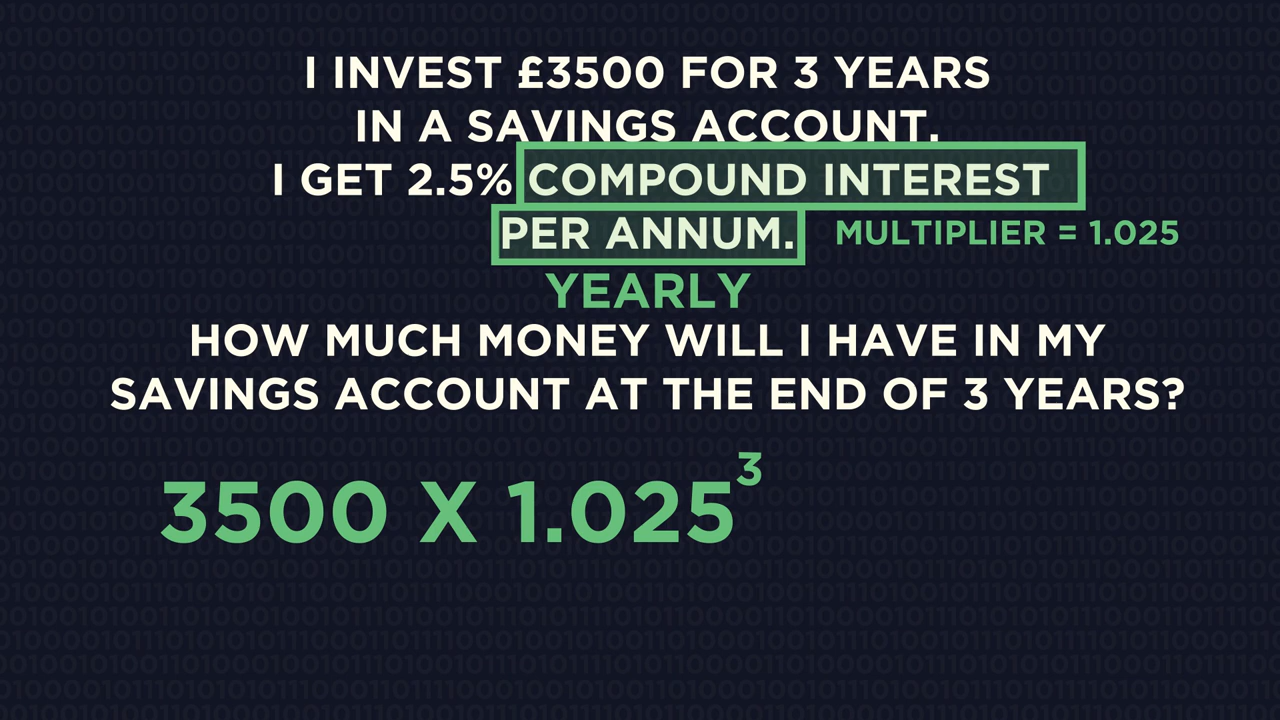 I INVEST £3500 FOR 3 YEARS
IN A SAVINGS ACCOUNT.
I GET 2.5% COMPOUND INTEREST
PER ANNUM. MULTIPLIER = 1.025
YEARLY
HOW MUCH MONEY WILL I HAVE IN MY
SAVINGS ACCOUNT AT THE END OF 3 YEARS?
3500 X 1.025³